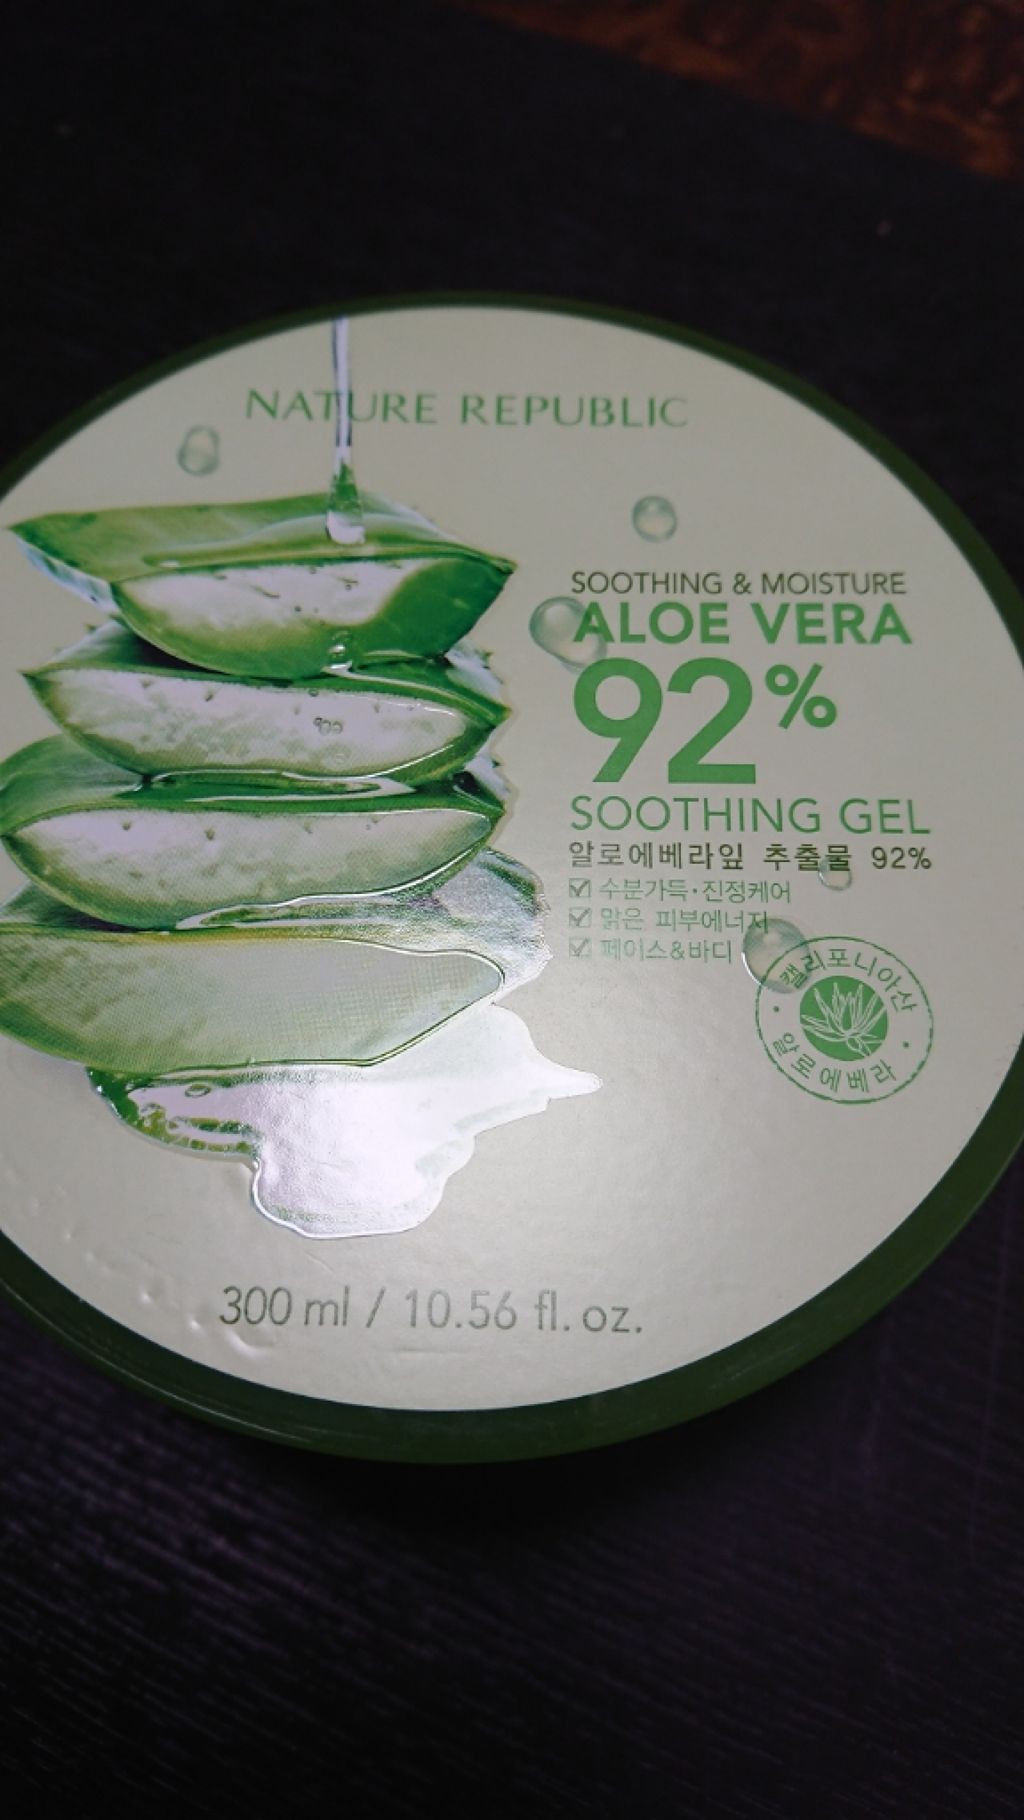 NATURE REPUBLIC
SOOTHING & MOISTURE
ALOE VERA
92%
SOOTHING GEL
알로에베라잎 추출물 92%
수분가득·진정케어
맑은 피부에너지
페이스&바디
캘리포니아산
알로에베라
300 ml / 10.56 fl. oz.